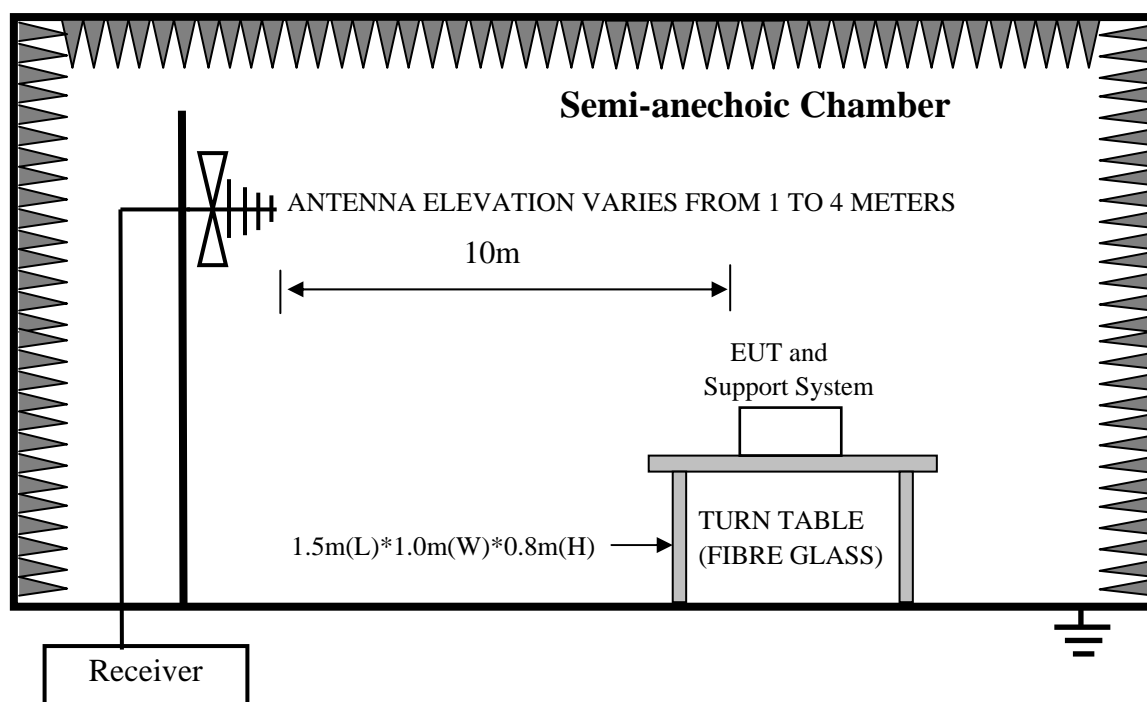 Semi-anechoic Chamber
ANTENNA ELEVATION VARIES FROM 1 TO 4 METERS
10m
EUT and
Support System
1.5m(L)*1.0m(W)*0.8m(H)
TURN TABLE
(FIBRE GLASS)
Receiver